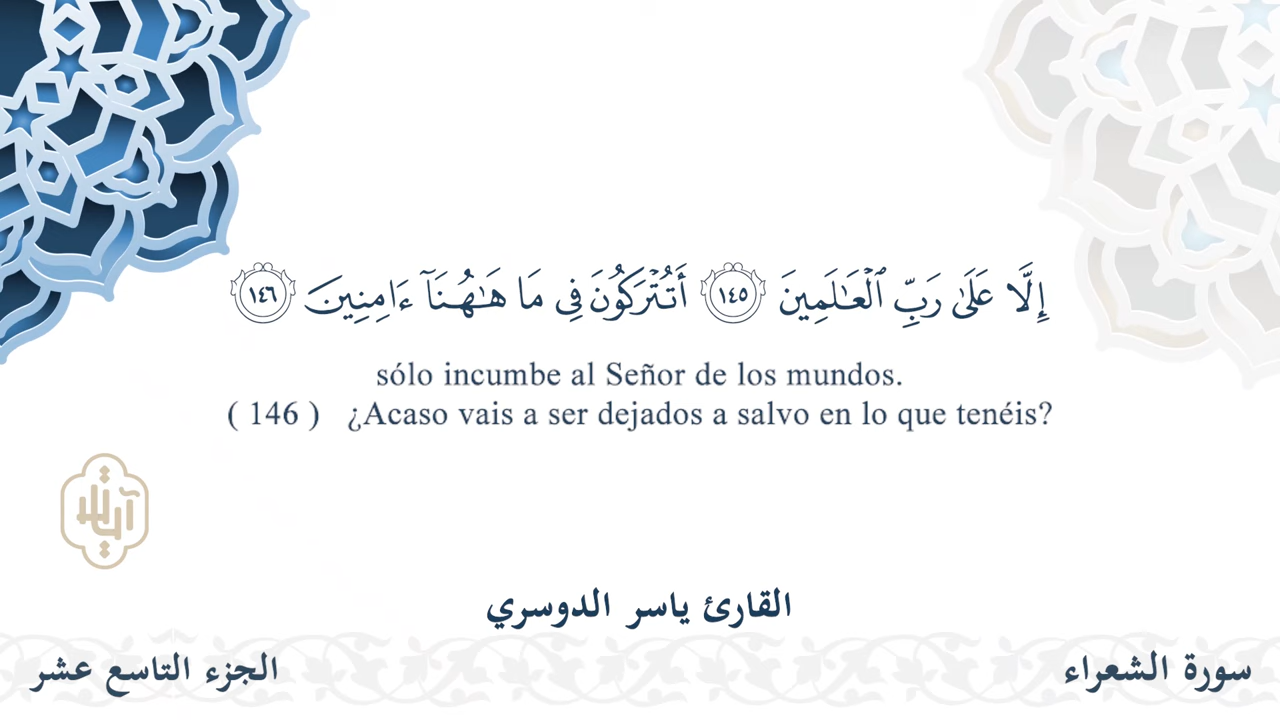 إِلَّا عَلَىٰ رَبِّ ٱلۡعَٰلَمِينَ ١٤٥ أَتُتۡرَكُونَ فِي مَا هَٰهُنَآ ءَامِنِينَ ١٤٦
sólo incumbe al Señor de los mundos.
( 146 ) ¿Acaso vais a ser dejados a salvo en lo que tenéis?
القارئ ياسر الدوسري
سورة الشعراء
الجزء التاسع عشر